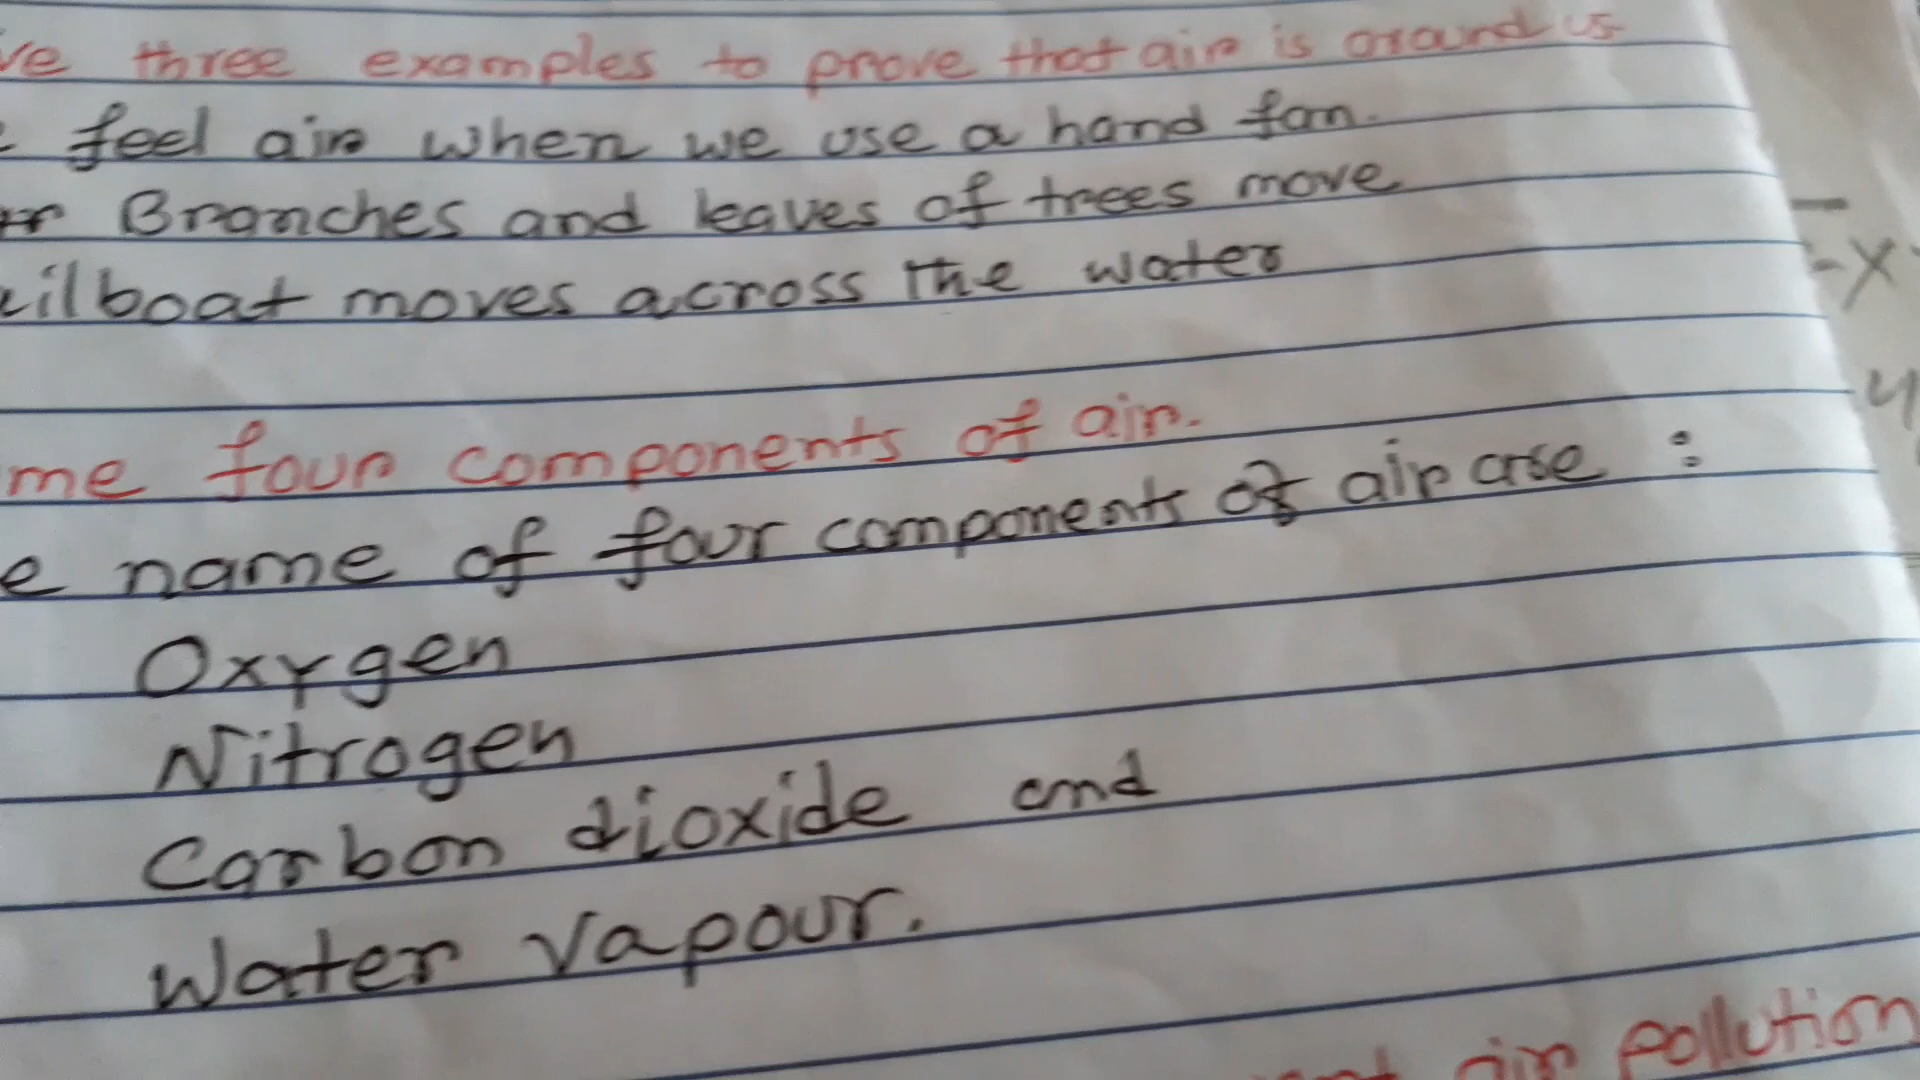 ve three examples to prove that air is around us
feel air when we use a hand fan.
Branches and leaves of trees move
ilboat moves across the water
me four components of air.
e name of four components of air are :
Oxygen
Nitrogen
Carbon dioxide and
Water vapour.
air pollution